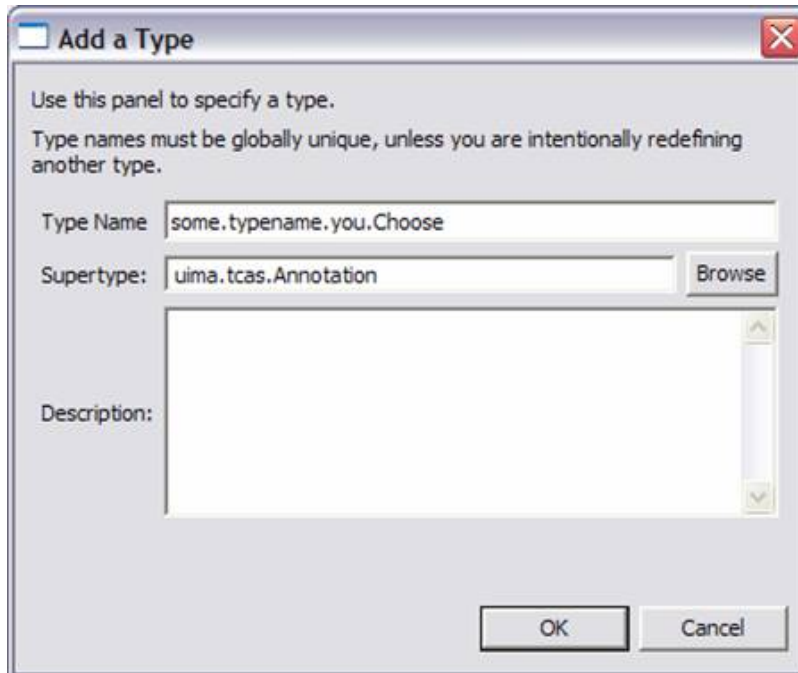 Add a Type
Use this panel to specify a type.
Type names must be globally unique, unless you are intentionally redefining
another type.
Type Name some.typename.you.Choose
Supertype: uima.tcas.Annotation Browse
Description:
OK Cancel